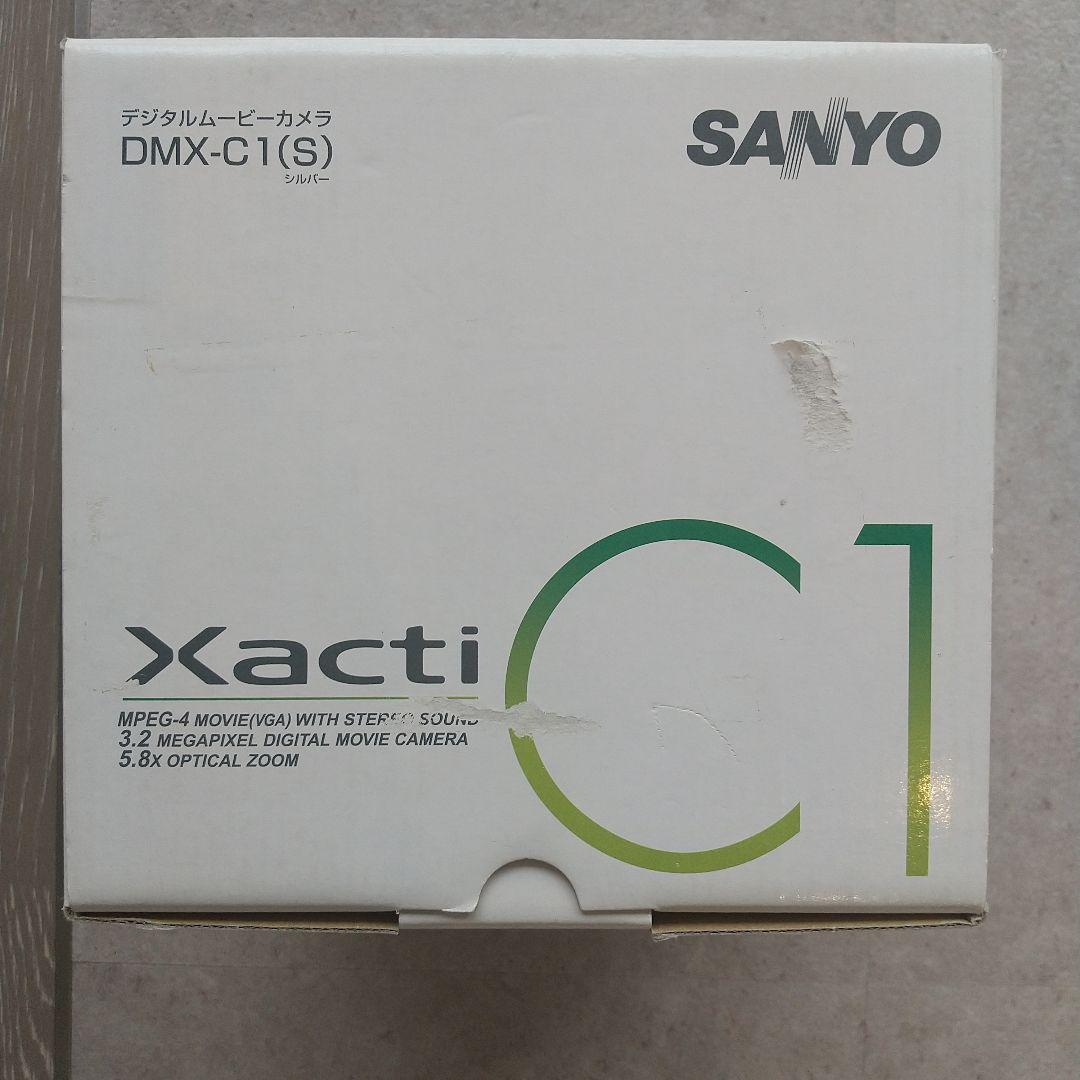 デジタルムービーカメラ
DMX-C1(S)
シルバー
SANYO
C1
Xacti
MPEG-4 MOVIE(VGA) WITH STEREO SOUND
3.2 MEGAPIXEL DIGITAL MOVIE CAMERA
5.8X OPTICAL ZOOM